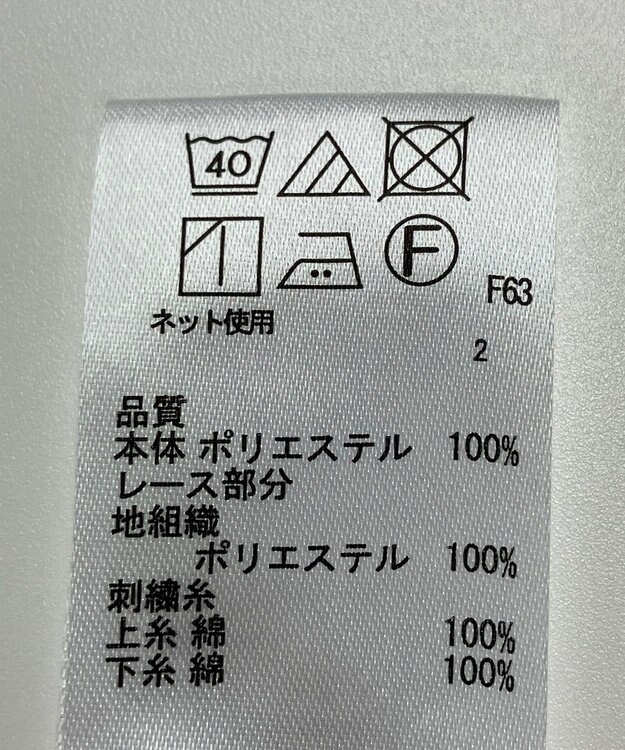 40
F
F63
ネット使用
2
品質
本体 ポリエステル 100%
レース部分
地組織
ポリエステル 100%
刺繍糸
上糸 綿 100%
下糸 綿 100%